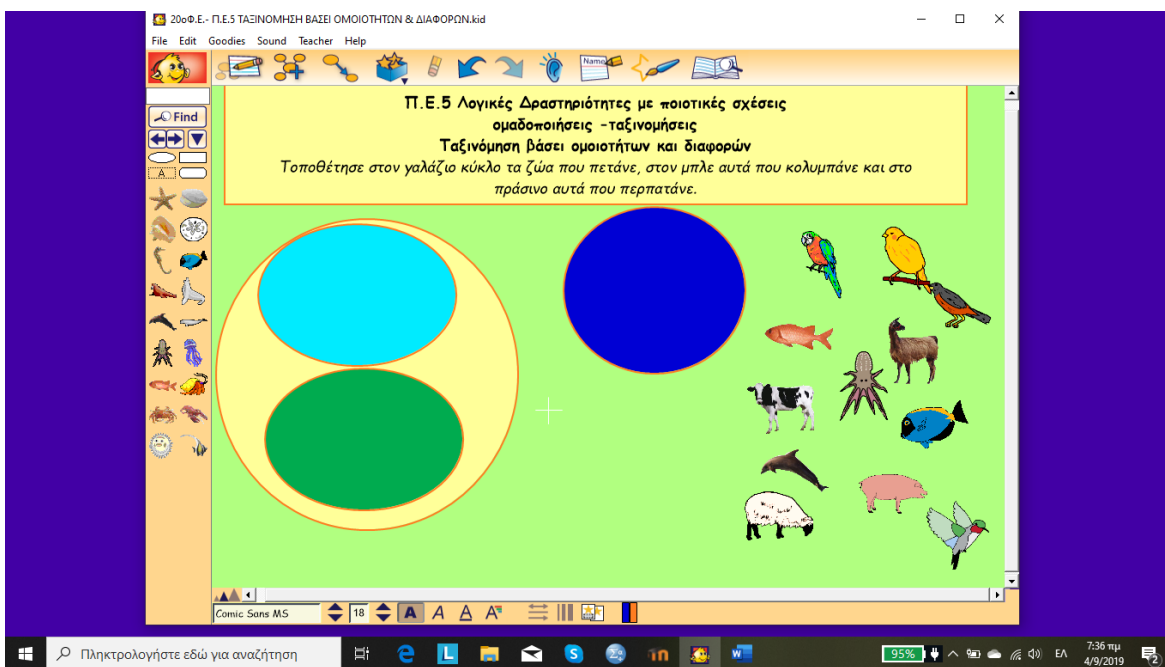 20οΦ.Ε.- Π.Ε.5 ΤΑΞΙΝΟΜΗΣΗ ΒΑΣΕΙ ΟΜΟΙΟΤΗΤΩΝ & ΔΙΑΦΟΡΩΝ.kid
File Edit Goodies Sound Teacher Help
Name
Find
A
Π.Ε.5 Λογικές Δραστηριότητες με ποιοτικές σχέσεις
ομαδοποιήσεις -ταξινομήσεις
Ταξινόμηση βάσει ομοιοτήτων και διαφορών
Τοποθέτησε στον γαλάζιο κύκλο τα ζώα που πετάνε, στον μπλε αυτά που κολυμπάνε και στο
πράσινο αυτά που περπατάνε.
Comic Sans MS 18 A A A A
Πληκτρολογήστε εδώ για αναζήτηση
95% ΕΛ
7:36 πμ
4/9/2019